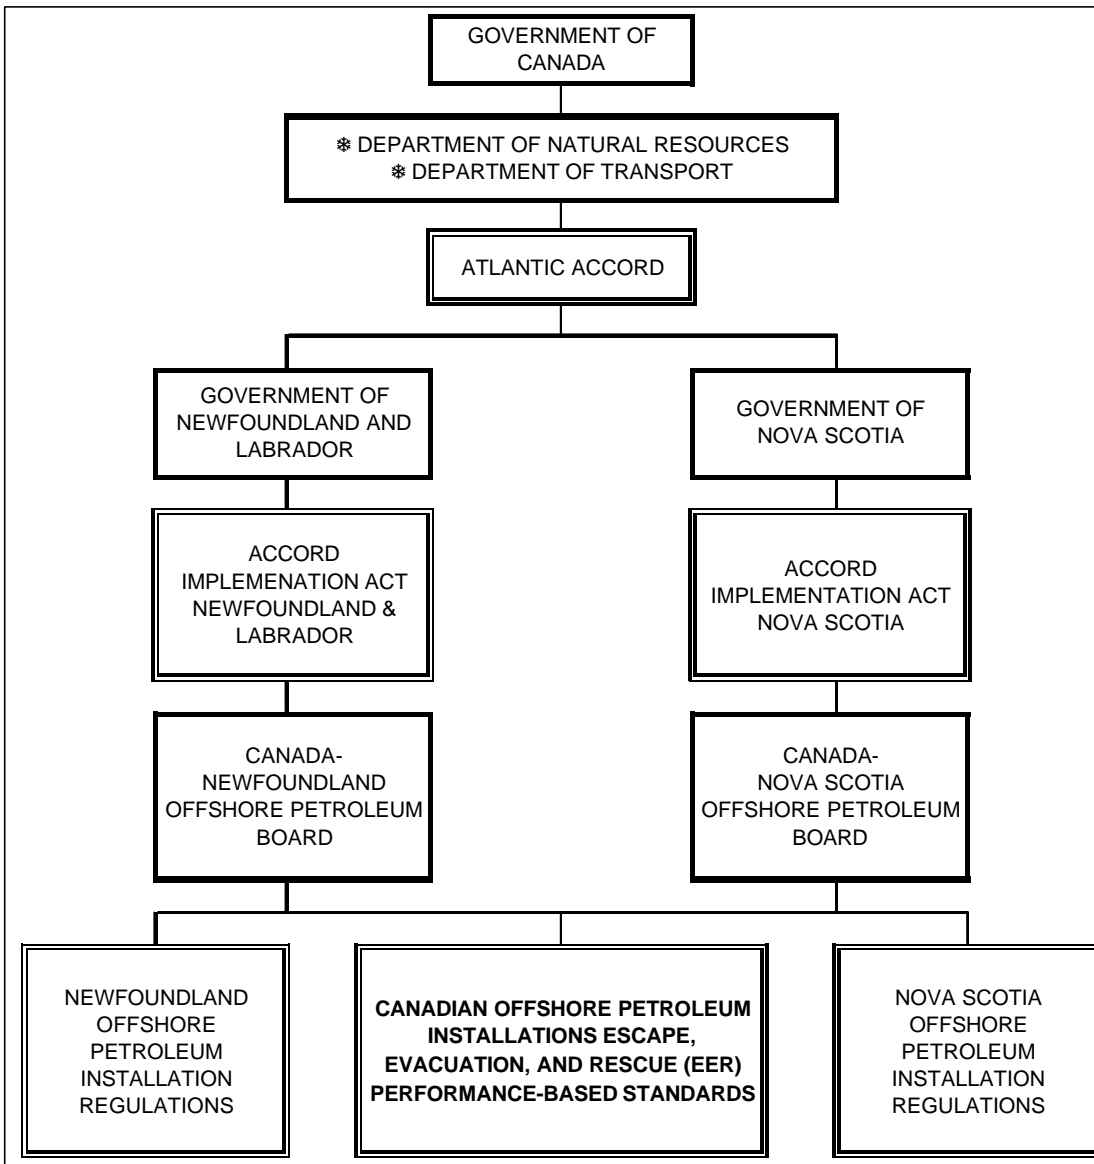 GOVERNMENT OF
CANADA
❄ DEPARTMENT OF NATURAL RESOURCES
❄ DEPARTMENT OF TRANSPORT
ATLANTIC ACCORD
GOVERNMENT OF
NEWFOUNDLAND AND
LABRADOR
GOVERNMENT OF
NOVA SCOTIA
ACCORD
IMPLEMENATION ACT
NEWFOUNDLAND &
LABRADOR
ACCORD
IMPLEMENTATION ACT
NOVA SCOTIA
CANADA-
NEWFOUNDLAND
OFFSHORE PETROLEUM
BOARD
CANADA-
NOVA SCOTIA
OFFSHORE PETROLEUM
BOARD
NEWFOUNDLAND
OFFSHORE
PETROLEUM
INSTALLATION
REGULATIONS
CANADIAN OFFSHORE PETROLEUM
INSTALLATIONS ESCAPE,
EVACUATION, AND RESCUE (EER)
PERFORMANCE-BASED STANDARDS
NOVA SCOTIA
OFFSHORE
PETROLEUM
INSTALLATION
REGULATIONS